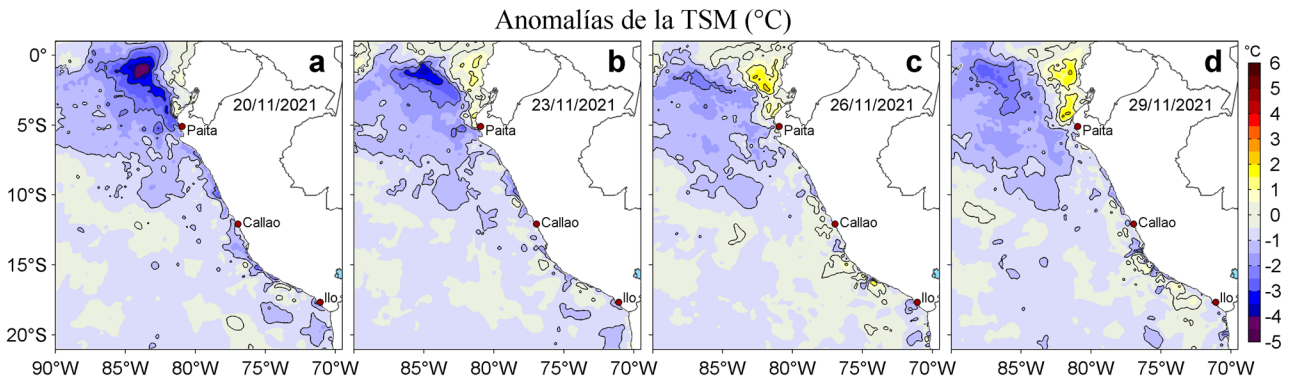 Anomalías de la TSM (°C)
a
b
c
d
°C
20/11/2021
23/11/2021
26/11/2021
29/11/2021
Paita
Paita
Paita
Paita
Callao
Callao
Callao
Callao
Ilo
Ilo
Ilo
Ilo
0°
5°S
10°S
15°S
20°S
6
5
4
3
2
1
0
-1
-2
-3
-4
-5
90°W 85°W 80°W 75°W 70°W
85°W 80°W 75°W 70°W
85°W 80°W 75°W 70°W
85°W 80°W 75°W 70°W